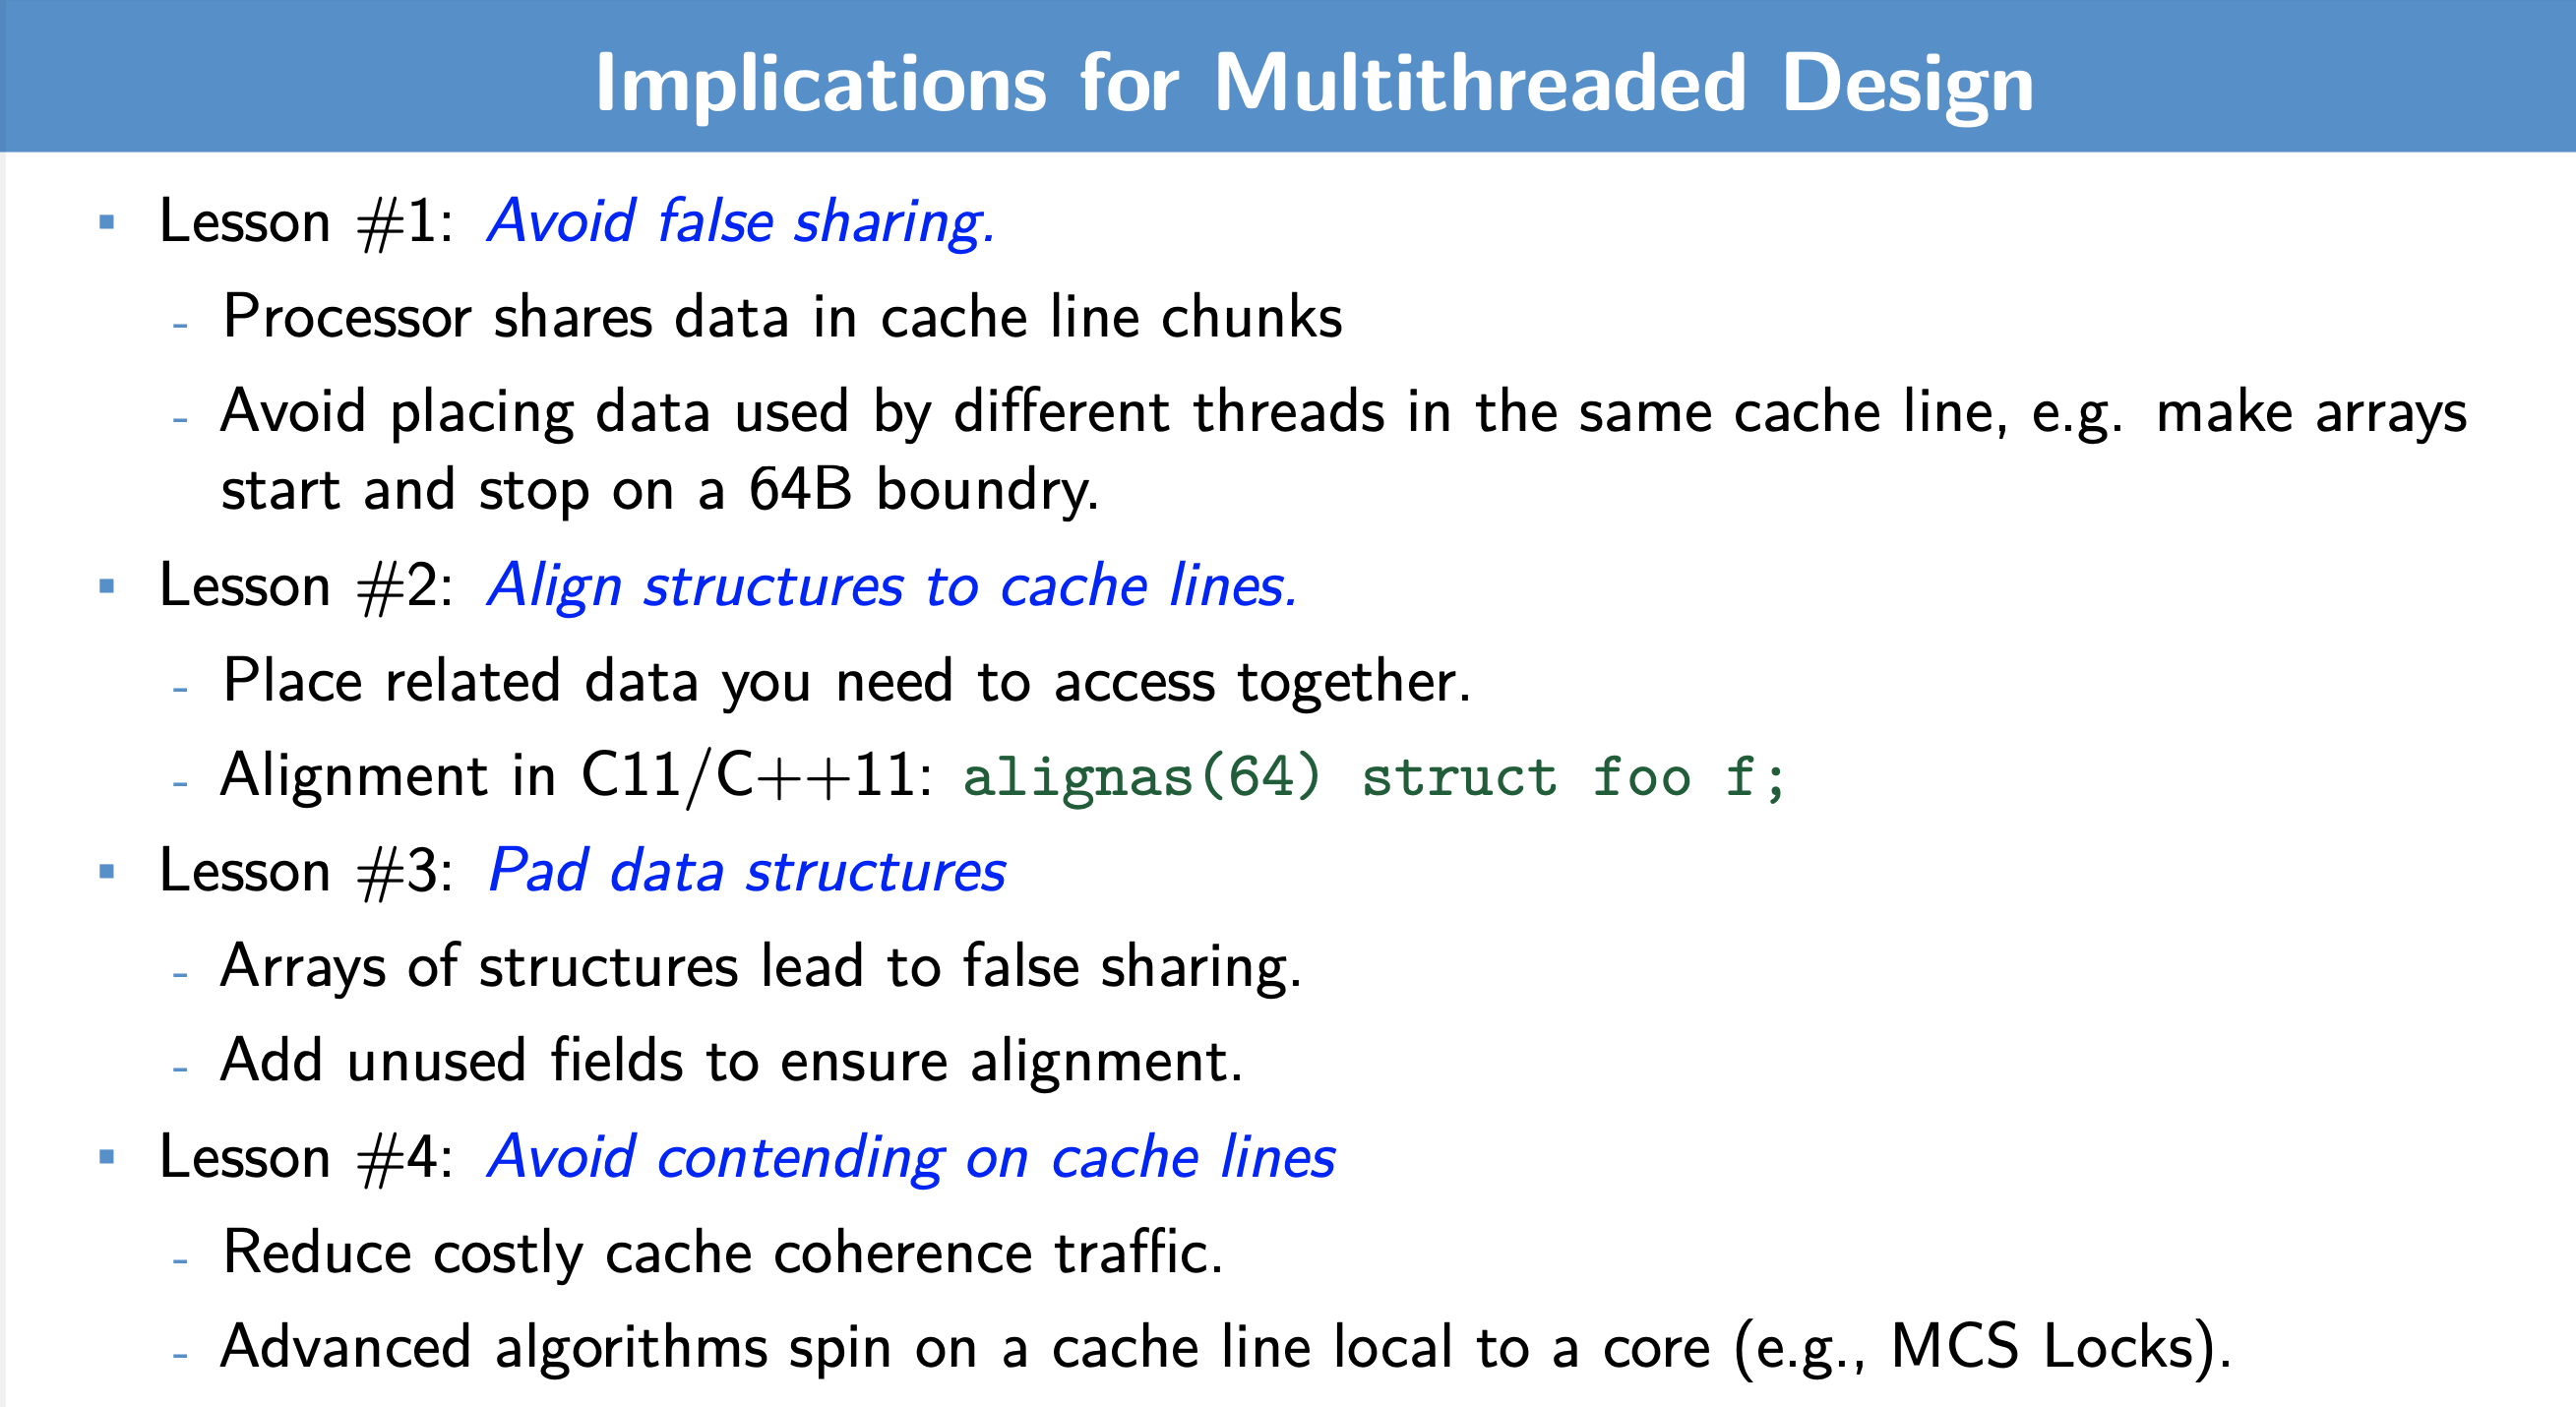 Implications for Multithreaded Design
▪ Lesson #1: Avoid false sharing.
- Processor shares data in cache line chunks
- Avoid placing data used by different threads in the same cache line, e.g. make arrays
start and stop on a 64B boundry.
▪ Lesson #2: Align structures to cache lines.
- Place related data you need to access together.
- Alignment in C11/C++11: alignas(64) struct foo f;
▪ Lesson #3: Pad data structures
- Arrays of structures lead to false sharing.
- Add unused fields to ensure alignment.
▪ Lesson #4: Avoid contending on cache lines
- Reduce costly cache coherence traffic.
- Advanced algorithms spin on a cache line local to a core (e.g., MCS Locks).